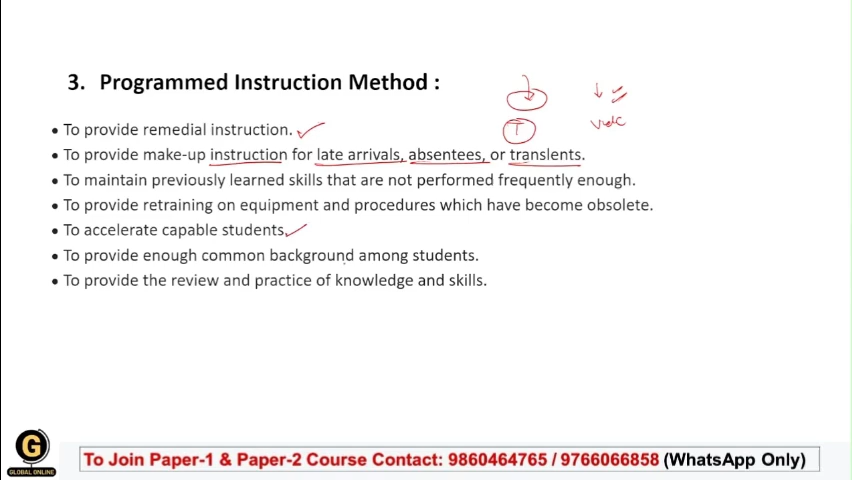 3. Programmed Instruction Method :
• To provide remedial instruction.
T
• To provide make-up instruction for late arrivals, absentees, or translents.
• To maintain previously learned skills that are not performed frequently enough.
• To provide retraining on equipment and procedures which have become obsolete.
• To accelerate capable students.
• To provide enough common background among students.
• To provide the review and practice of knowledge and skills.
G
GLOBAL ONLINE
To Join Paper-1 & Paper-2 Course Contact: 9860464765 / 9766066858 (WhatsApp Only)